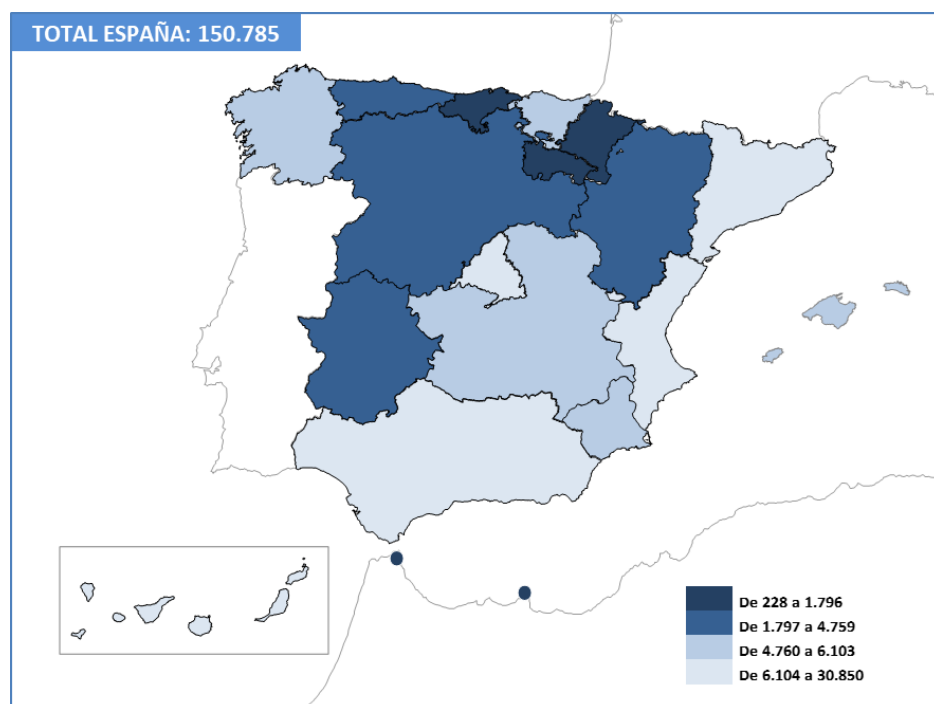 TOTAL ESPAÑA: 150.785
De 228 a 1.796
De 1.797 a 4.759
De 4.760 a 6.103
De 6.104 a 30.850